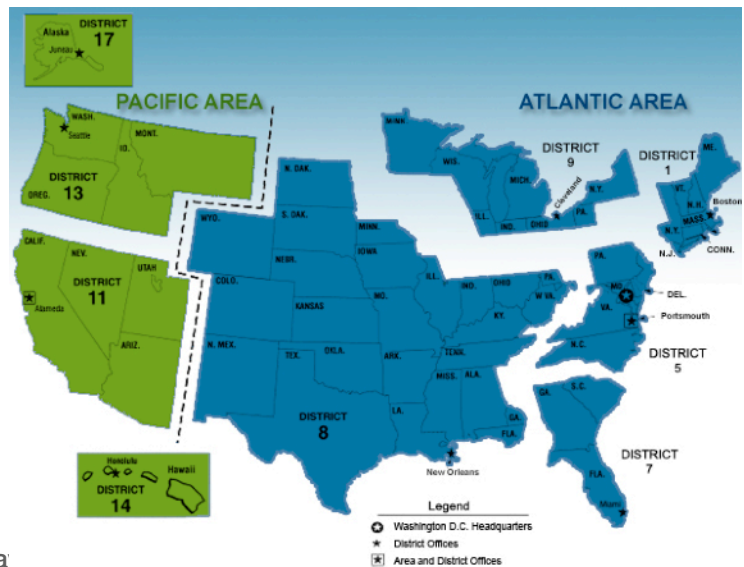 DISTRICT
17
Alaska
Juneau
PACIFIC AREA
ATLANTIC AREA
WASH.
Seattle
MONT.
ID.
DISTRICT
13
OREG.
CALIF.
NEV.
UTAH
DISTRICT
11
Alameda
ARIZ.
Honolulu
Hawaii
DISTRICT
14
N. DAK.
WYO.
S. DAK.
MINN.
NEBR.
IOWA
COLO.
ILL.
IND.
OHIO
PA.
W VA.
KANSAS
MO.
KY.
N. MEX.
OKLA.
TENN.
TEX.
ARK.
MISS.
ALA.
LA.
GA.
FLA.
DISTRICT
8
New Orleans
MINN.
WIS.
MICH.
DISTRICT
9
N.Y.
Cleveland
PA.
ILL.
IND.
OHIO
DISTRICT
1
ME.
VT.
N.H.
Boston
MASS.
N.Y.
CONN.
N.J.
PA.
MD.
DEL.
VA.
Portsmouth
N.C.
DISTRICT
5
GA.
S.C.
DISTRICT
7
FLA.
Miami
Legend
Washington D.C. Headquarters
District Offices
Area and District Offices